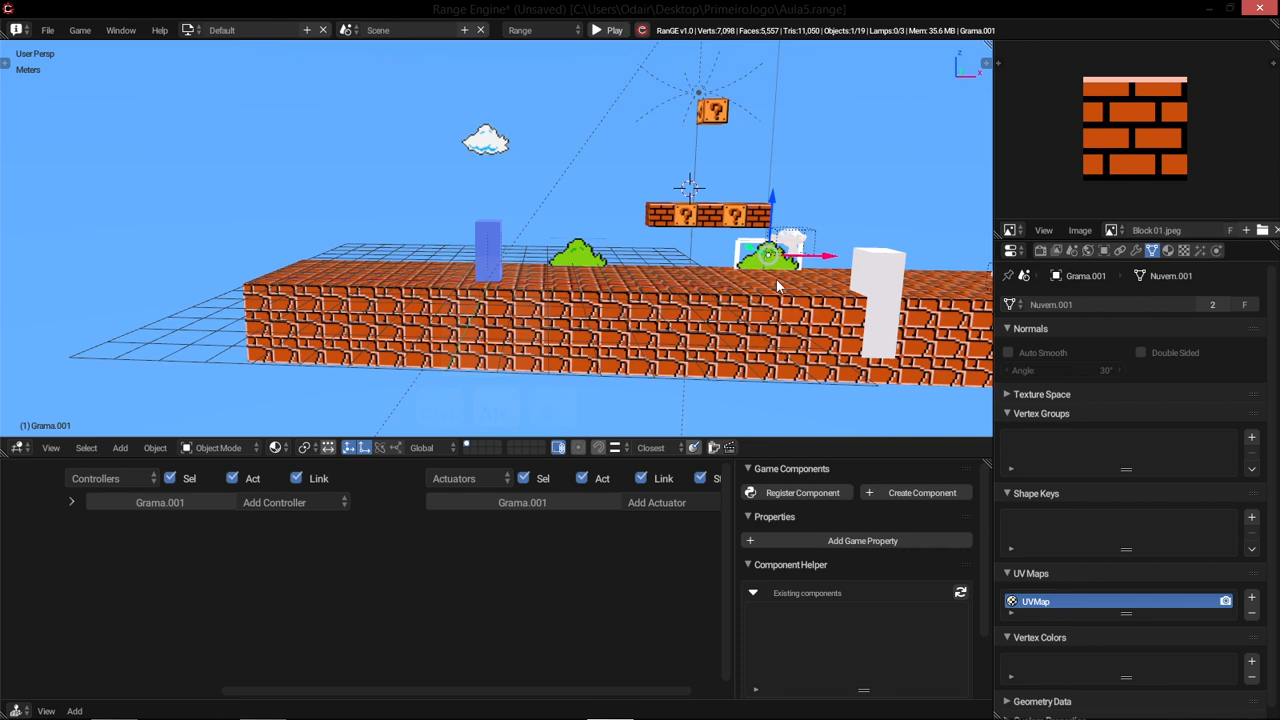 Range Engine* (Unsaved) [C:\Users\Odair\Desktop\PrimeiroJogo\Aula5.range]
File Game Window Help Default Scene Range Play RanGE v1.0 | Verts:7,098 | Faces:5,557 | Tris:11,050 | Objects:1/19 | Lamps:0/3 | Mem: 35.6 MB | Grama.001
User Persp
Meters
z
x
? ? ?
(1) Grama.001
View Select Add Object Object Mode Global Closest
View Image Block 01.jpeg F
Grama.001 Nuvem.001
Nuvem.001 2 F
Normals
Auto Smooth Double Sided
Angle: 30°
Texture Space
Vertex Groups
Shape Keys
UV Maps
UVMap
Vertex Colors
Geometry Data
Custom Properties
Controllers Sel Act Link Actuators Sel Act Link St
Grama.001 Add Controller Grama.001 Add Actuator
Game Components
Register Component Create Component
Properties
Add Game Property
Component Helper
Existing components
View Add